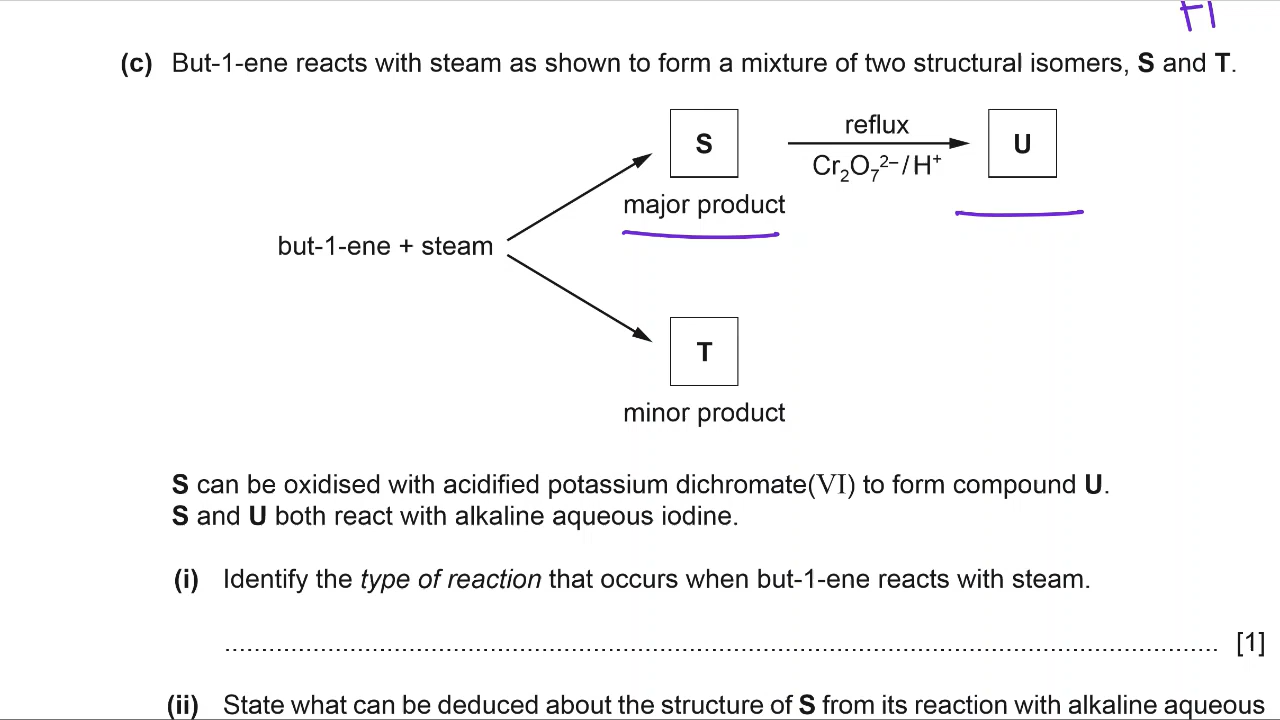 H
(c) But-1-ene reacts with steam as shown to form a mixture of two structural isomers, S and T.
S
reflux
Cr₂O₇²⁻/H⁺
U
major product
but-1-ene + steam
T
minor product
S can be oxidised with acidified potassium dichromate(VI) to form compound U.
S and U both react with alkaline aqueous iodine.
(i) Identify the type of reaction that occurs when but-1-ene reacts with steam.
[1]
(ii) State what can be deduced about the structure of S from its reaction with alkaline aqueous